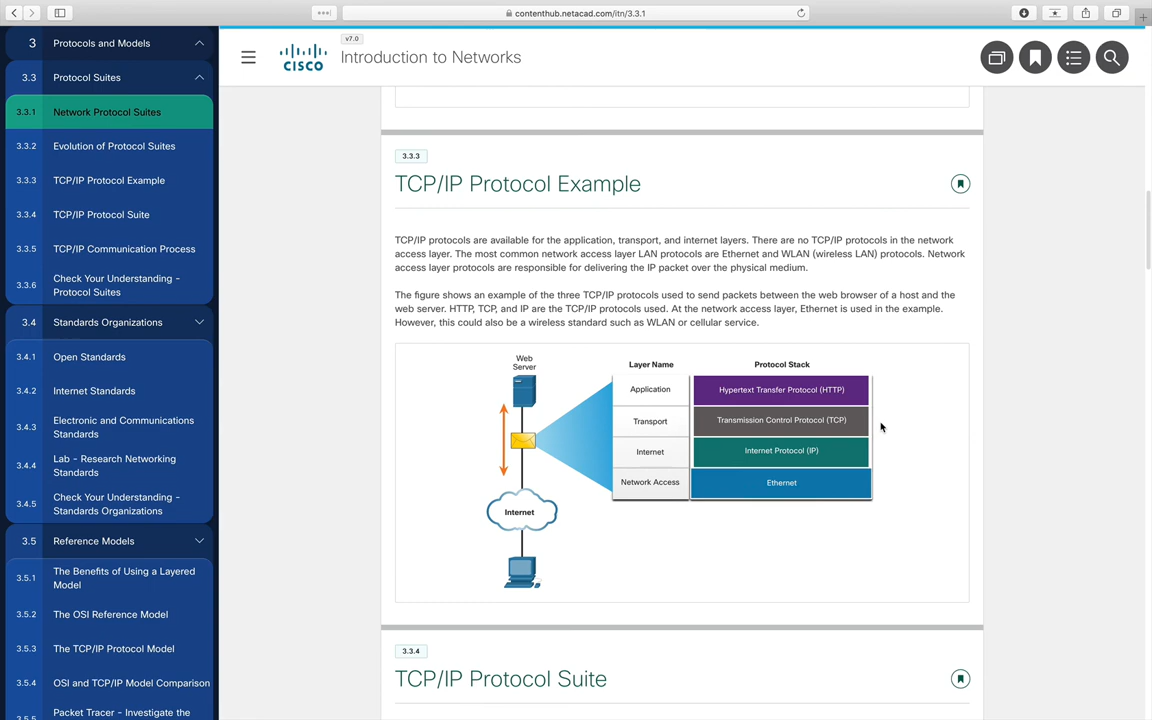 contenthub.netacad.com/itn/3.3.1
3 Protocols and Models
3.3 Protocol Suites
3.3.1 Network Protocol Suites
3.3.2 Evolution of Protocol Suites
3.3.3 TCP/IP Protocol Example
3.3.4 TCP/IP Protocol Suite
3.3.5 TCP/IP Communication Process
3.3.6 Check Your Understanding -
Protocol Suites
3.4 Standards Organizations
3.4.1 Open Standards
3.4.2 Internet Standards
3.4.3 Electronic and Communications
Standards
3.4.4 Lab - Research Networking
Standards
3.4.5 Check Your Understanding -
Standards Organizations
3.5 Reference Models
3.5.1 The Benefits of Using a Layered
Model
3.5.2 The OSI Reference Model
3.5.3 The TCP/IP Protocol Model
3.5.4 OSI and TCP/IP Model Comparison
3.5.5 Packet Tracer - Investigate the
CISCO
v7.0
Introduction to Networks
3.3.3
TCP/IP Protocol Example
TCP/IP protocols are available for the application, transport, and internet layers. There are no TCP/IP protocols in the network
access layer. The most common network access layer LAN protocols are Ethernet and WLAN (wireless LAN) protocols. Network
access layer protocols are responsible for delivering the IP packet over the physical medium.
The figure shows an example of the three TCP/IP protocols used to send packets between the web browser of a host and the
web server. HTTP, TCP, and IP are the TCP/IP protocols used. At the network access layer, Ethernet is used in the example.
However, this could also be a wireless standard such as WLAN or cellular service.
Web
Server
Internet
Layer Name Protocol Stack
Application Hypertext Transfer Protocol (HTTP)
Transport Transmission Control Protocol (TCP)
Internet Internet Protocol (IP)
Network Access Ethernet
3.3.4
TCP/IP Protocol Suite